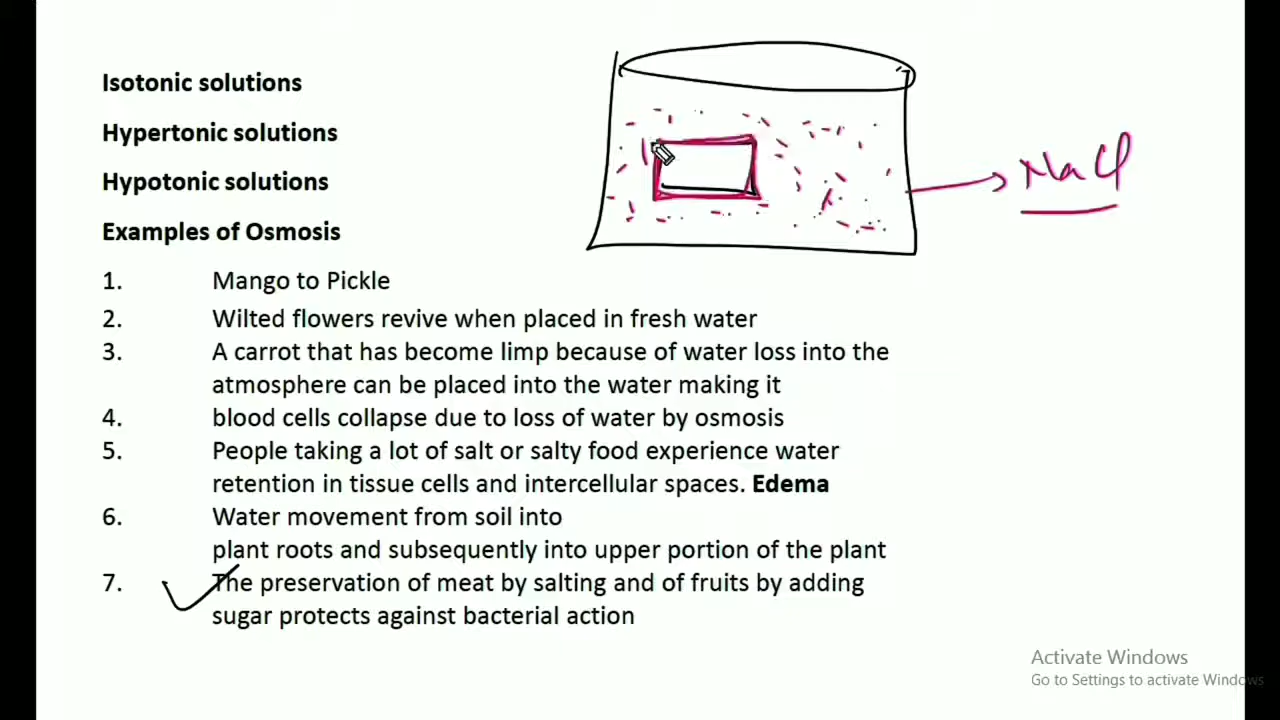 Isotonic solutions
Hypertonic solutions
Hypotonic solutions
Examples of Osmosis
1. Mango to Pickle
2. Wilted flowers revive when placed in fresh water
3. A carrot that has become limp because of water loss into the
atmosphere can be placed into the water making it
4. blood cells collapse due to loss of water by osmosis
5. People taking a lot of salt or salty food experience water
retention in tissue cells and intercellular spaces. Edema
6. Water movement from soil into
plant roots and subsequently into upper portion of the plant
7. The preservation of meat by salting and of fruits by adding
sugar protects against bacterial action
NaCl
Activate Windows
Go to Settings to activate Windows